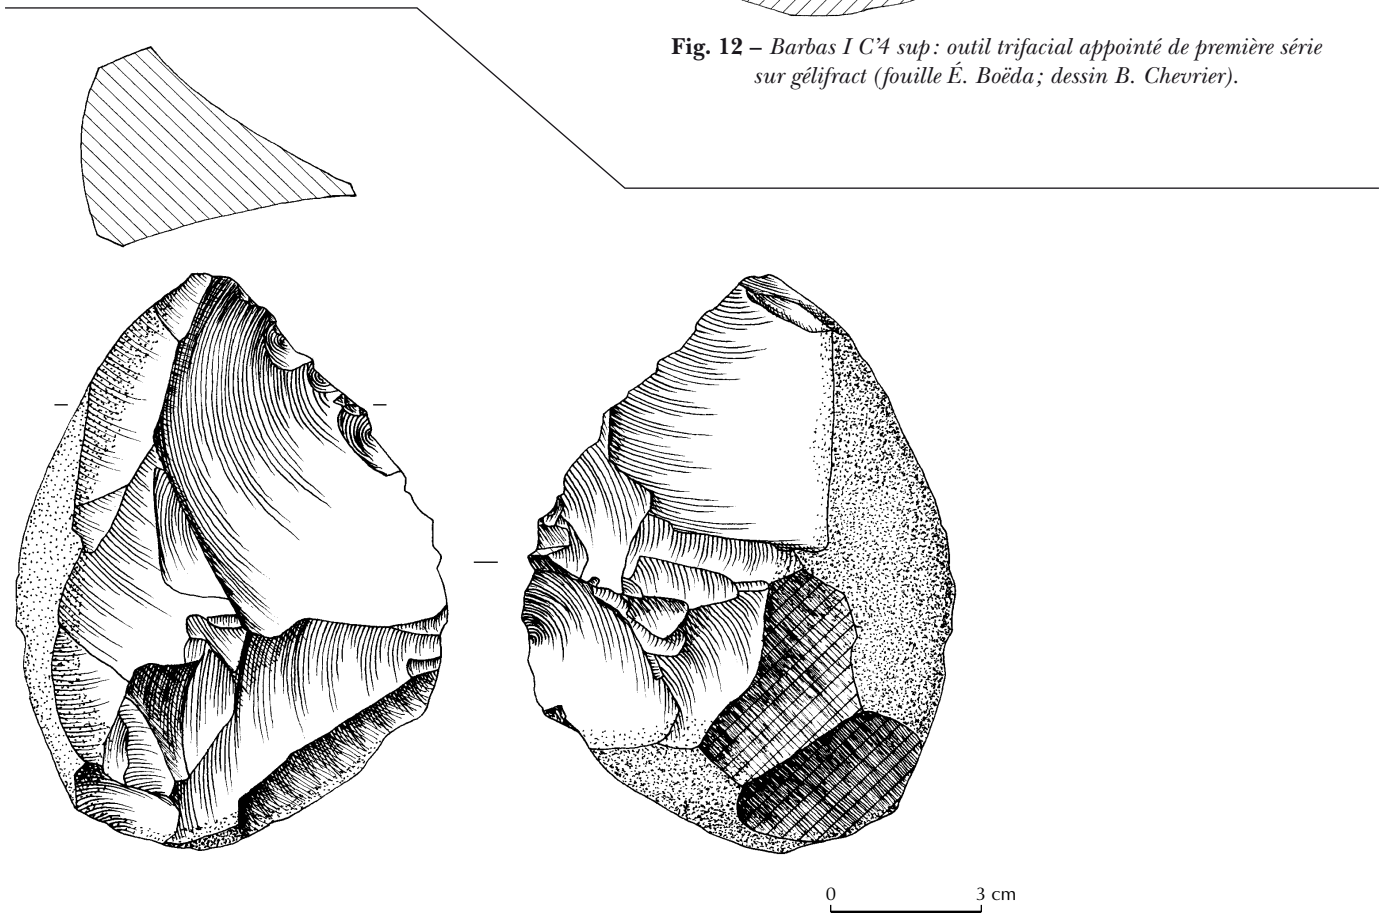 Fig. 12 – Barbas I C’4 sup : outil trifacial appointé de première série
sur gélifract (fouille É. Boëda ; dessin B. Chevrier).
0 3 cm